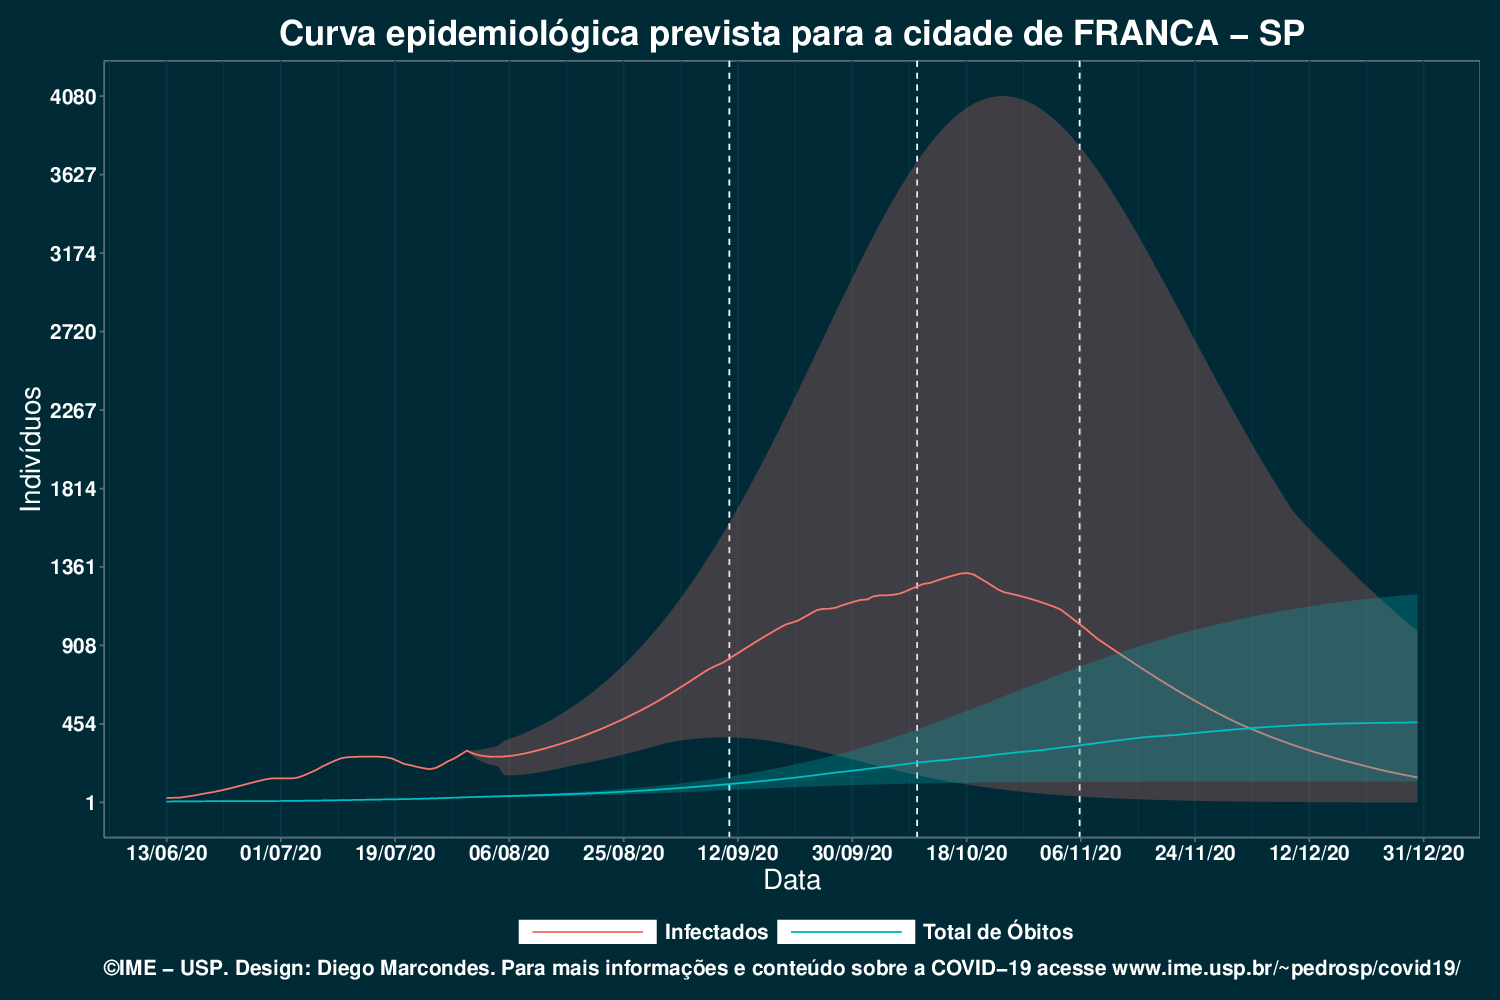 Curva epidemiológica prevista para a cidade de FRANCA − SP
4080
3627
3174
2720
2267
1814
1361
908
454
1
Indivíduos
13/06/20 01/07/20 19/07/20 06/08/20 25/08/20 12/09/20 30/09/20 18/10/20 06/11/20 24/11/20 12/12/20 31/12/20
Data
Infectados Total de Óbitos
©IME − USP. Design: Diego Marcondes. Para mais informações e conteúdo sobre a COVID−19 acesse www.ime.usp.br/~pedrosp/covid19/